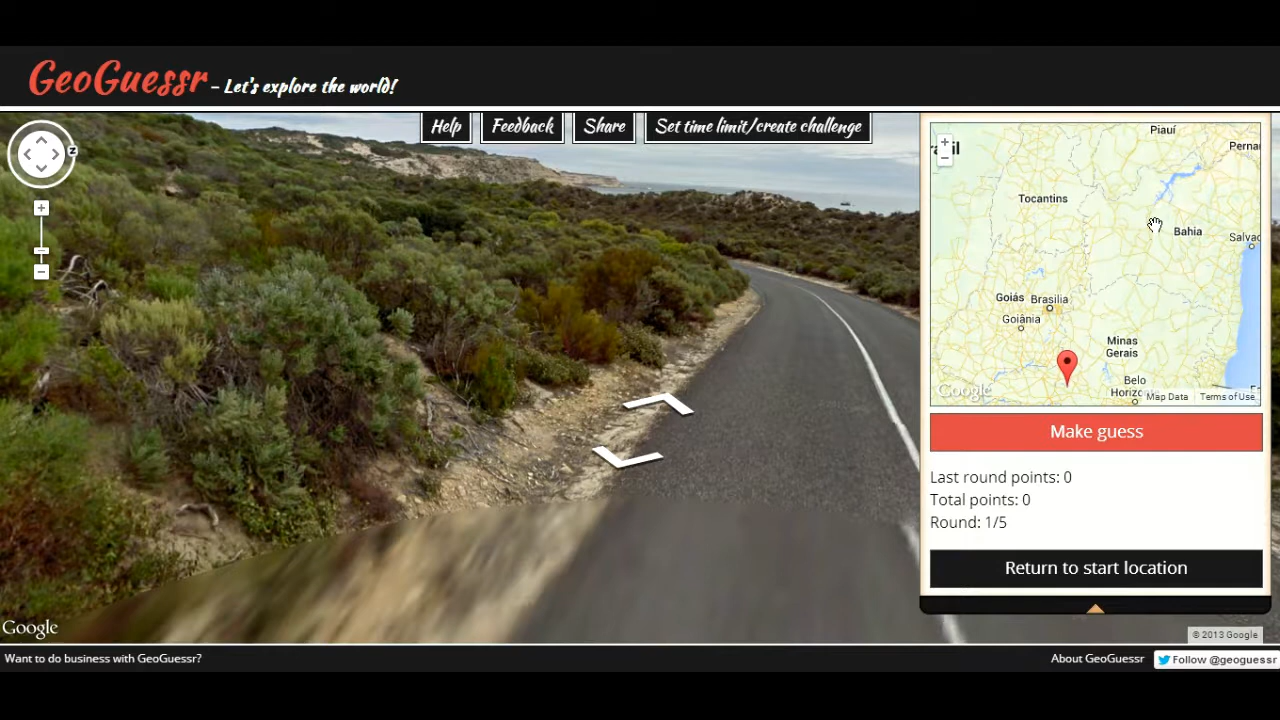 GeoGuessr - Let's explore the world!
Help
Feedback
Share
Set time limit/create challenge
z
+
-
+
-
Piauí
Tocantins
Bahia
Goiás
Brasilia
Goiânia
Minas
Gerais
Belo
Google
Map Data
Terms of Use
Make guess
Last round points: 0
Total points: 0
Round: 1/5
Return to start location
Google
© 2013 Google
Want to do business with GeoGuessr?
About GeoGuessr
Follow @geoguessr